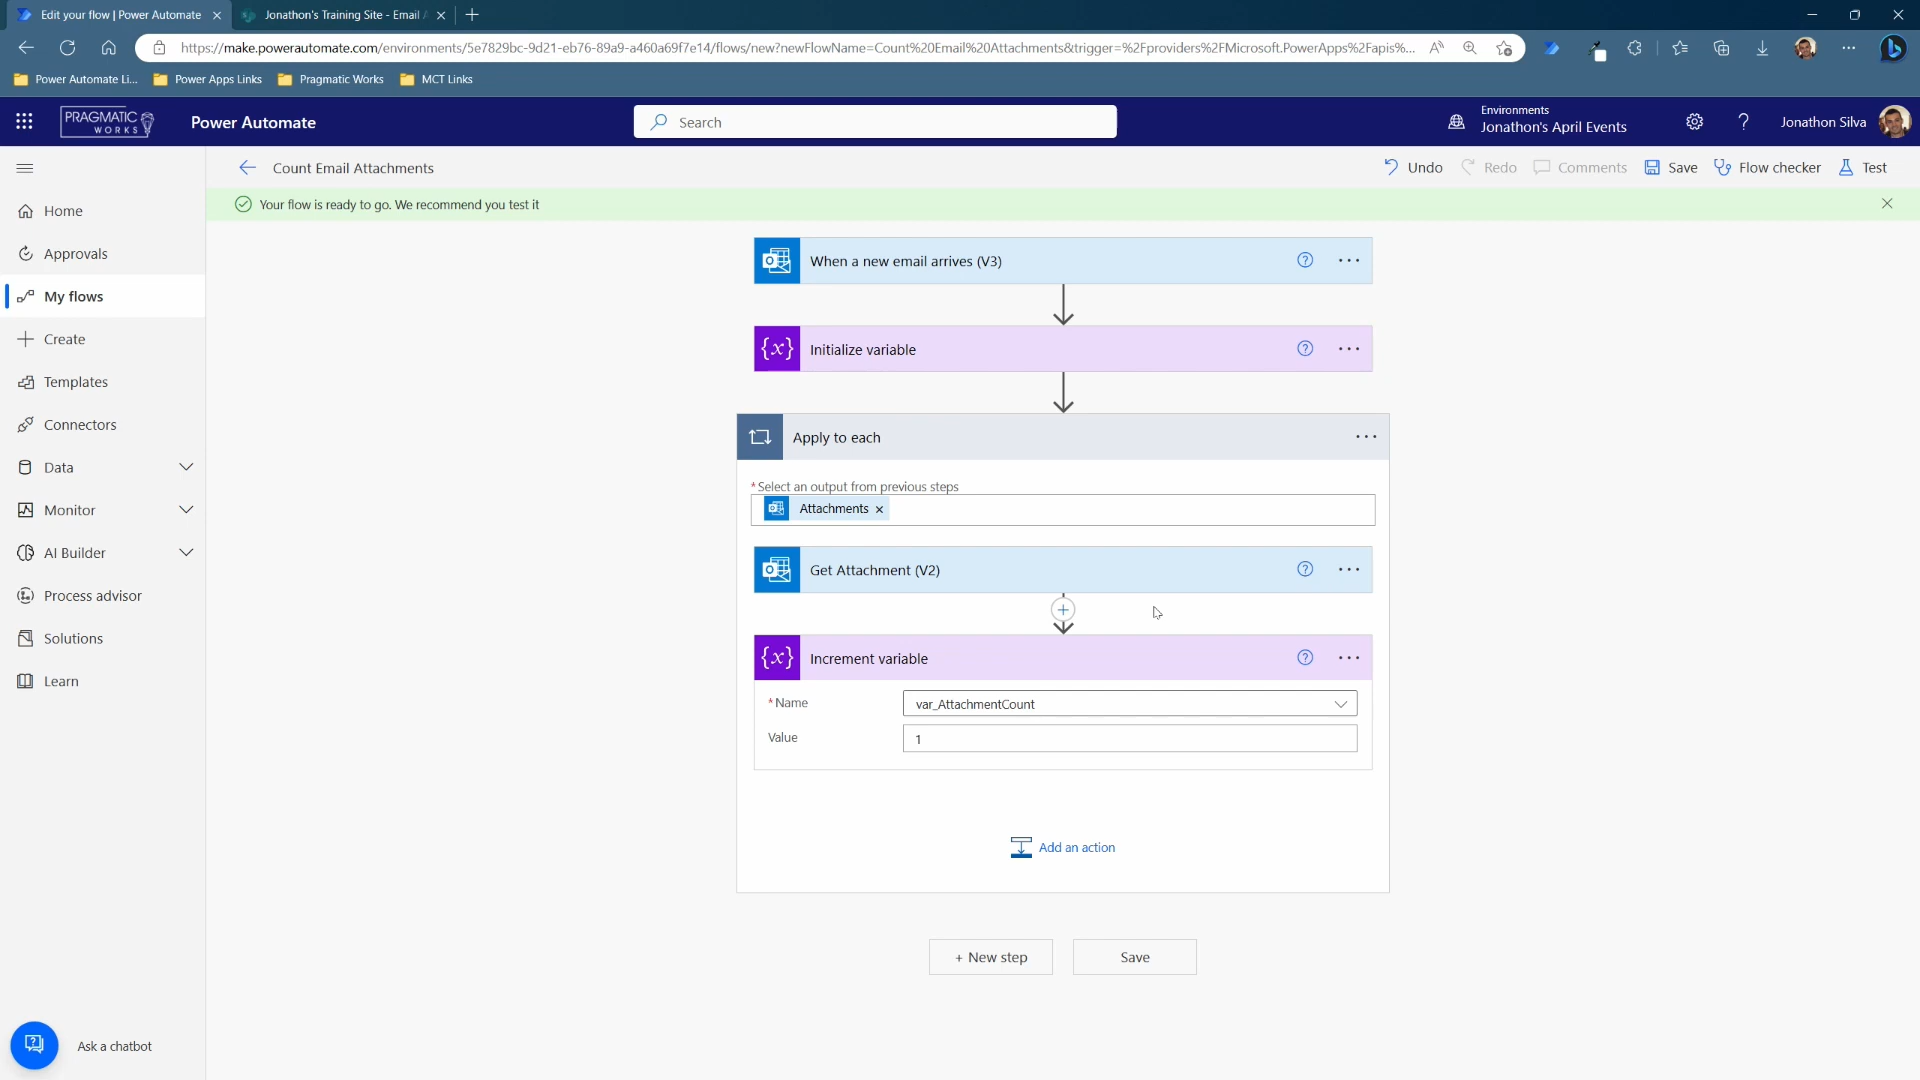 Edit your flow | Power Automate
Jonathon's Training Site - Email
https://make.powerautomate.com/environments/5e7829bc-9d21-eb76-89a9-a460a69f7e14/flows/new?newFlowName=Count%20Email%20Attachments&trigger=%2Fproviders%2FMicrosoft.PowerApps%2Fapis%...
Power Automate Li...
Power Apps Links
Pragmatic Works
MCT Links
PRAGMATIC WORKS
Power Automate
Search
Environments
Jonathon's April Events
Jonathon Silva
Count Email Attachments
Undo
Redo
Comments
Save
Flow checker
Test
Your flow is ready to go. We recommend you test it
Home
Approvals
My flows
Create
Templates
Connectors
Data
Monitor
AI Builder
Process advisor
Solutions
Learn
Ask a chatbot
When a new email arrives (V3)
{x} Initialize variable
Apply to each
* Select an output from previous steps
Attachments ×
Get Attachment (V2)
{x} Increment variable
* Name
var_AttachmentCount
Value
1
Add an action
+ New step
Save